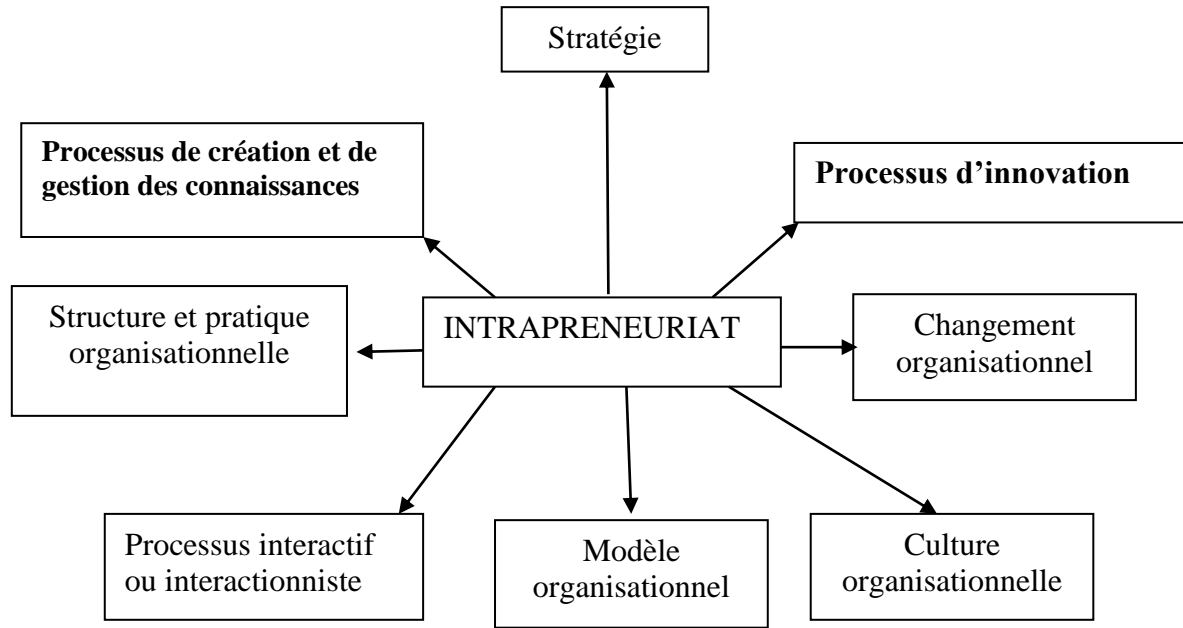 Stratégie
Processus de création et de
gestion des connaissances
Processus d’innovation
Structure et pratique
organisationnelle
INTRAPRENEURIAT
Changement
organisationnel
Processus interactif
ou interactionniste
Modèle
organisationnel
Culture
organisationnelle